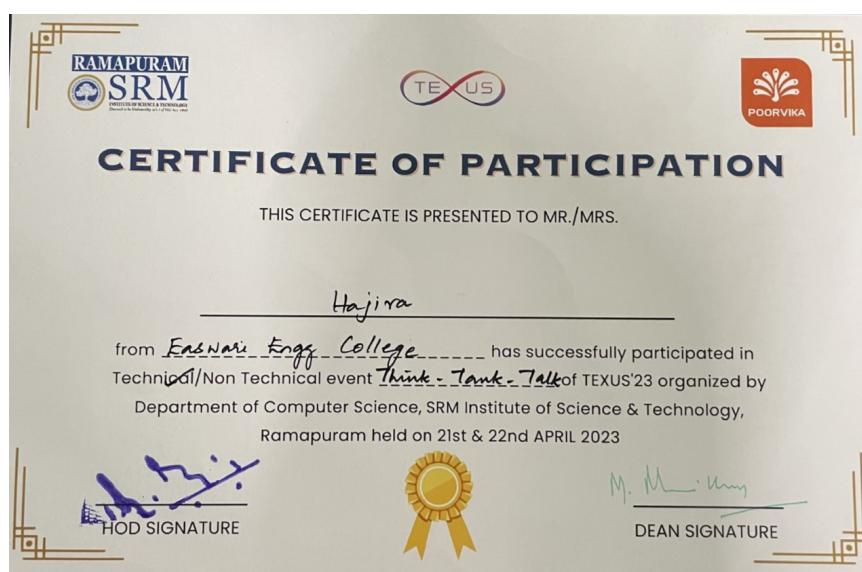 RAMAPURAM
SRM
INSTITUTE OF SCIENCE & TECHNOLOGY
TEXUS
POORVIKA
CERTIFICATE OF PARTICIPATION
THIS CERTIFICATE IS PRESENTED TO MR./MRS.
Hajira
from Easwari Engg College has successfully participated in
Technical/Non Technical event Think-Tank-Talk of TEXUS'23 organized by
Department of Computer Science, SRM Institute of Science & Technology,
Ramapuram held on 21st & 22nd APRIL 2023
HOD SIGNATURE
DEAN SIGNATURE